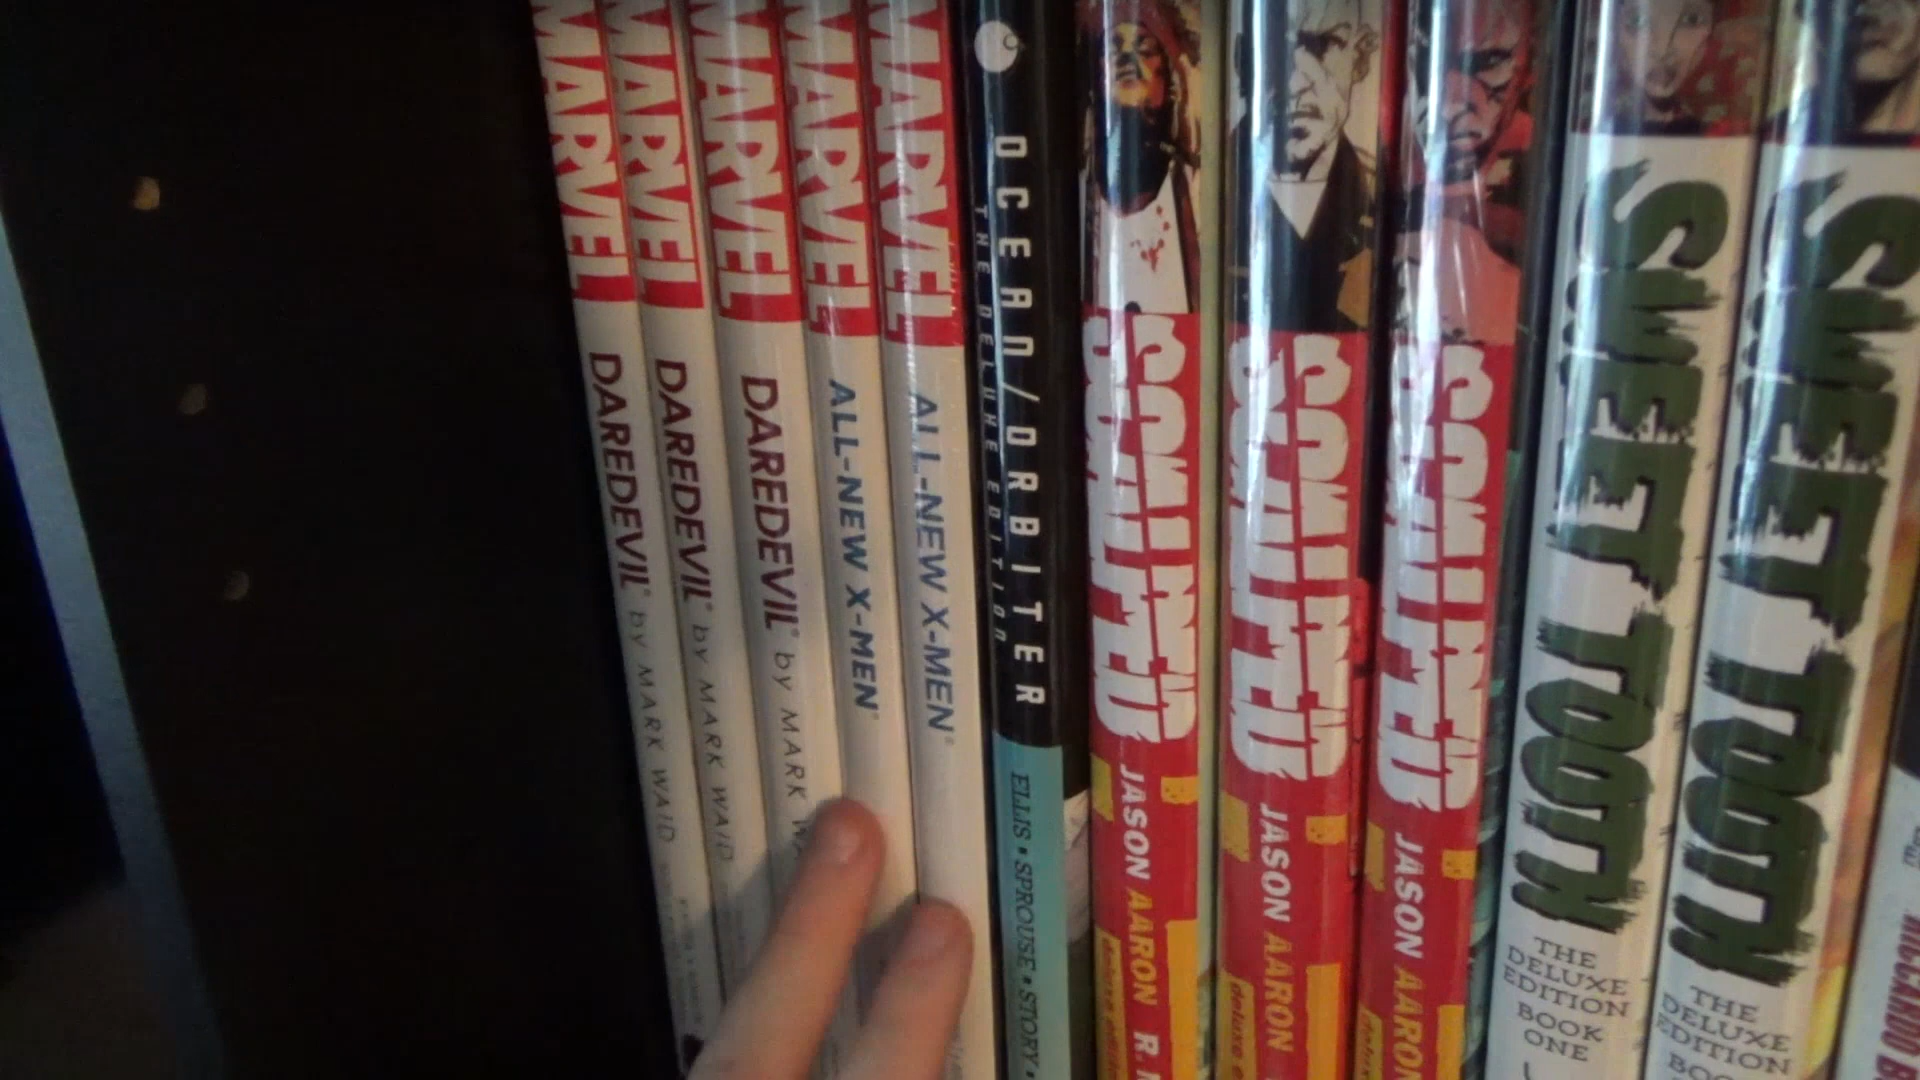 MARVEL
DAREDEVIL® by MARK WAID
MARVEL
DAREDEVIL® by MARK WAID
MARVEL
DAREDEVIL® by MARK
MARVEL
ALL-NEW X-MEN®
MARVEL
ALL-NEW X-MEN®
OCEAN/ORBITER
THE DELUXE EDITION
ELLIS • SPROUSE • STORY •
SCALPED
JASON AARON R.
SCALPED
JASON AARON
deluxe
SCALPED
JASON AARON
SWEET TOOTH
THE
DELUXE
EDITION
BOOK
ONE
SWEET TOOTH
THE
DELUXE
EDITION